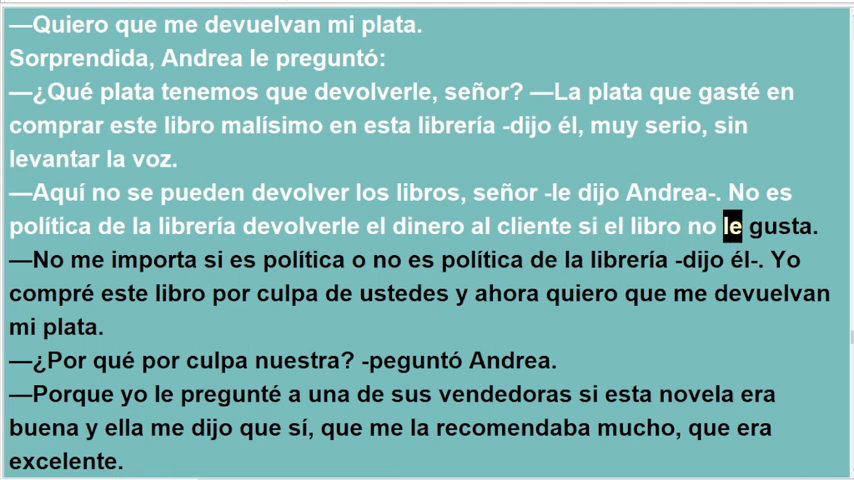 —Quiero que me devuelvan mi plata.
Sorprendida, Andrea le preguntó:
—¿Qué plata tenemos que devolverle, señor? —La plata que gasté en
comprar este libro malísimo en esta librería -dijo él, muy serio, sin
levantar la voz.
—Aquí no se pueden devolver los libros, señor -le dijo Andrea-. No es
política de la librería devolverle el dinero al cliente si el libro no le gusta.
—No me importa si es política o no es política de la librería -dijo él-. Yo
compré este libro por culpa de ustedes y ahora quiero que me devuelvan
mi plata.
—¿Por qué por culpa nuestra? -peguntó Andrea.
—Porque yo le pregunté a una de sus vendedoras si esta novela era
buena y ella me dijo que sí, que me la recomendaba mucho, que era
excelente.